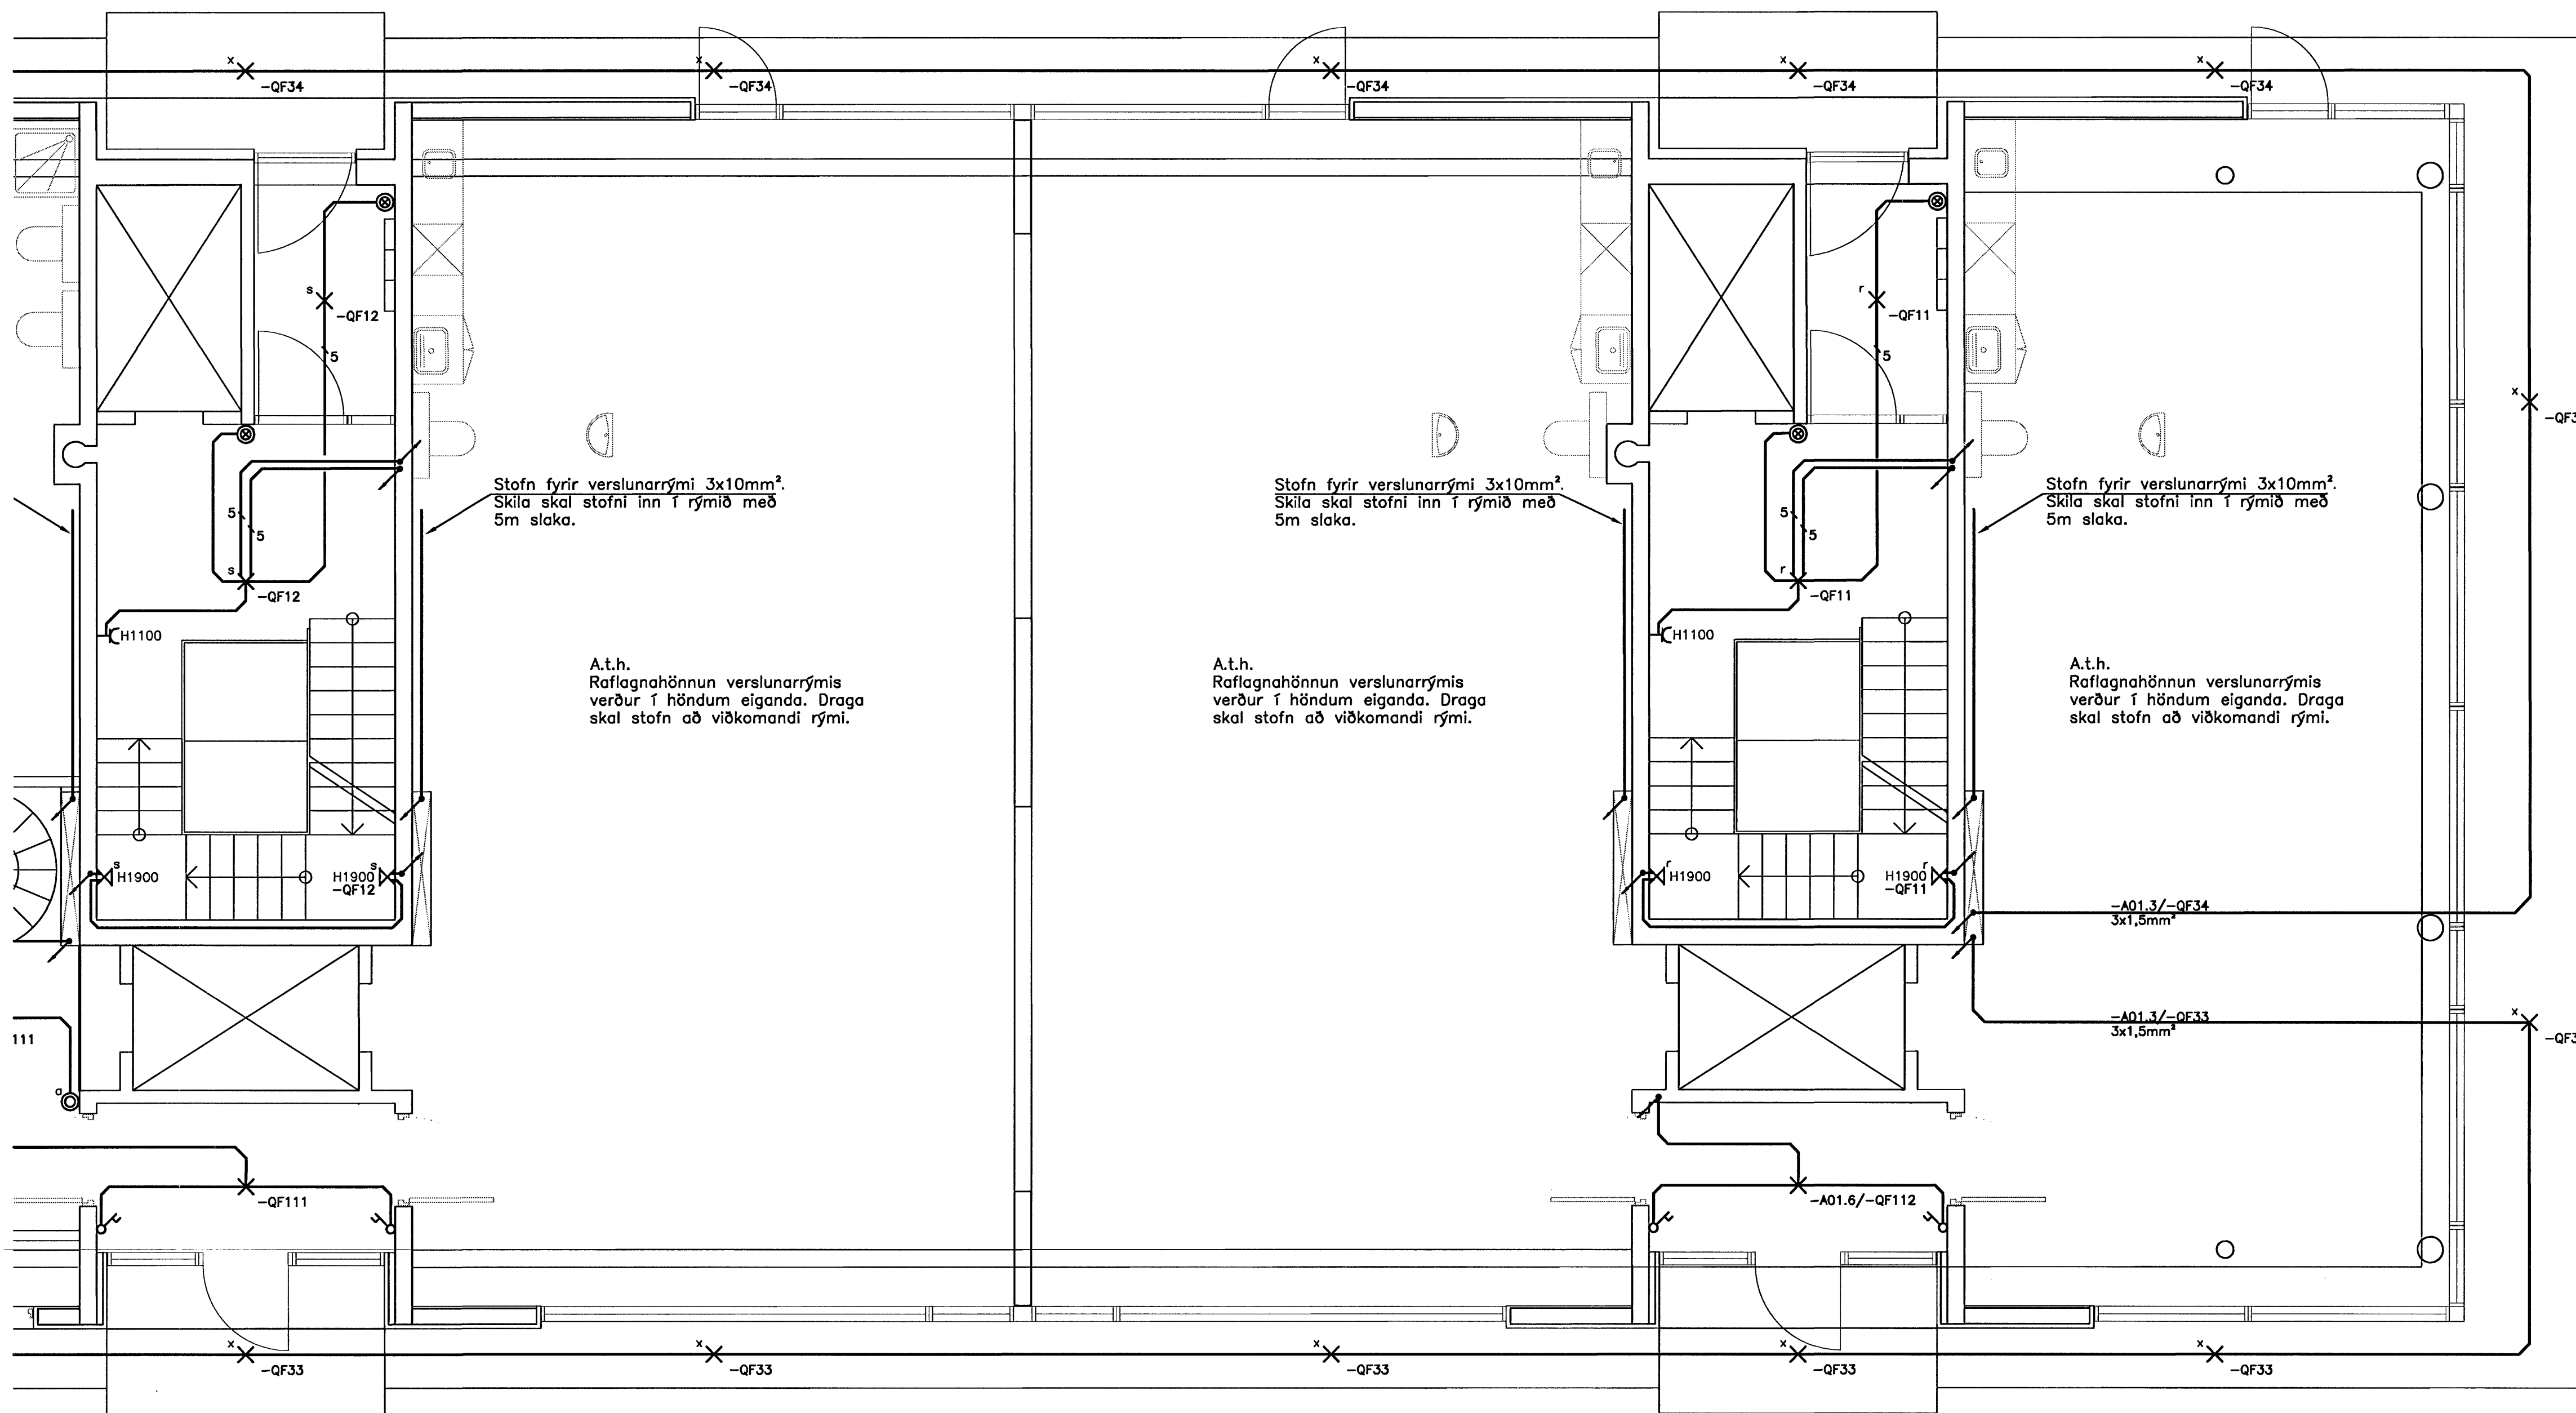 x x x x x
-QF34 -QF34 -QF34 -QF34 -QF34
s
-QF12
5
r
-QF11
5
x
Stofn fyrir verslunarrými 3x10mm².
Skila skal stofni inn í rýmið með
5m slaka.
Stofn fyrir verslunarrými 3x10mm².
Skila skal stofni inn í rýmið með
5m slaka.
Stofn fyrir verslunarrými 3x10mm².
Skila skal stofni inn í rýmið með
5m slaka.
5
5
s
-QF12
5
5
r
-QF11
H1100
H1100
A.t.h.
Raflagnahönnun verslunarrýmis
verður í höndum eiganda. Draga
skal stofn að viðkomandi rými.
A.t.h.
Raflagnahönnun verslunarrýmis
verður í höndum eiganda. Draga
skal stofn að viðkomandi rými.
A.t.h.
Raflagnahönnun verslunarrýmis
verður í höndum eiganda. Draga
skal stofn að viðkomandi rými.
s
H1900
s
H1900
-QF12
r
H1900
r
H1900
-QF11
-A01.3/-QF34
3x1,5mm²
-A01.3/-QF33
3x1,5mm²
x
111
a
-QF111
-A01.6/-QF112
x x x x x
-QF33 -QF33 -QF33 -QF33 -QF33